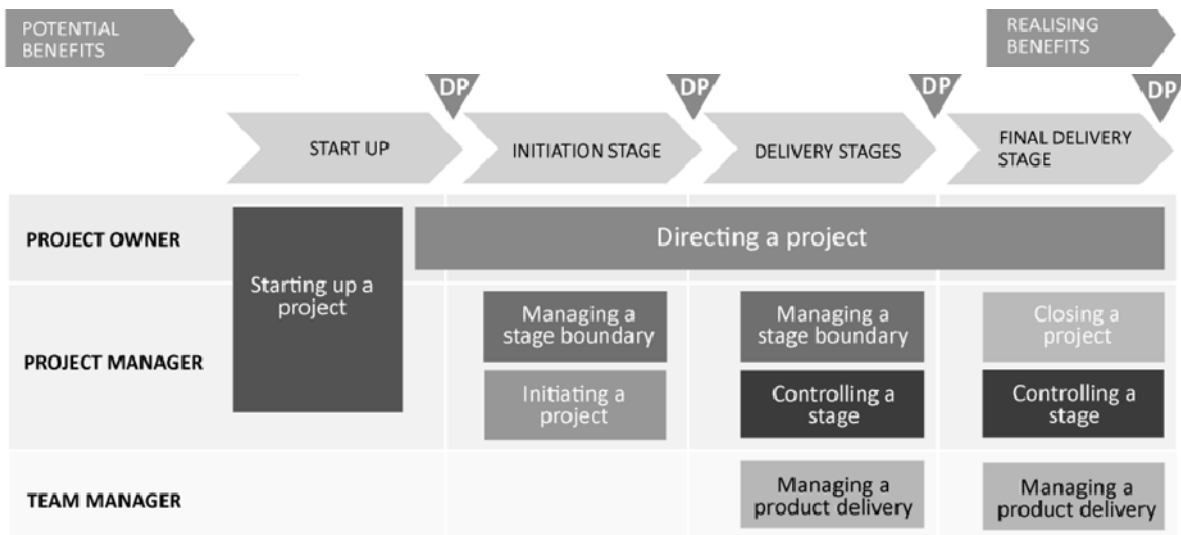 POTENTIAL
BENEFITS
REALISING
BENEFITS
DP
DP
DP
DP
START UP
INITIATION STAGE
DELIVERY STAGES
FINAL DELIVERY
STAGE
PROJECT OWNER
Directing a project
Starting up a
project
PROJECT MANAGER
Managing a
stage boundary
Managing a
stage boundary
Closing a
project
Initiating a
project
Controlling a
stage
Controlling a
stage
TEAM MANAGER
Managing a
product delivery
Managing a
product delivery